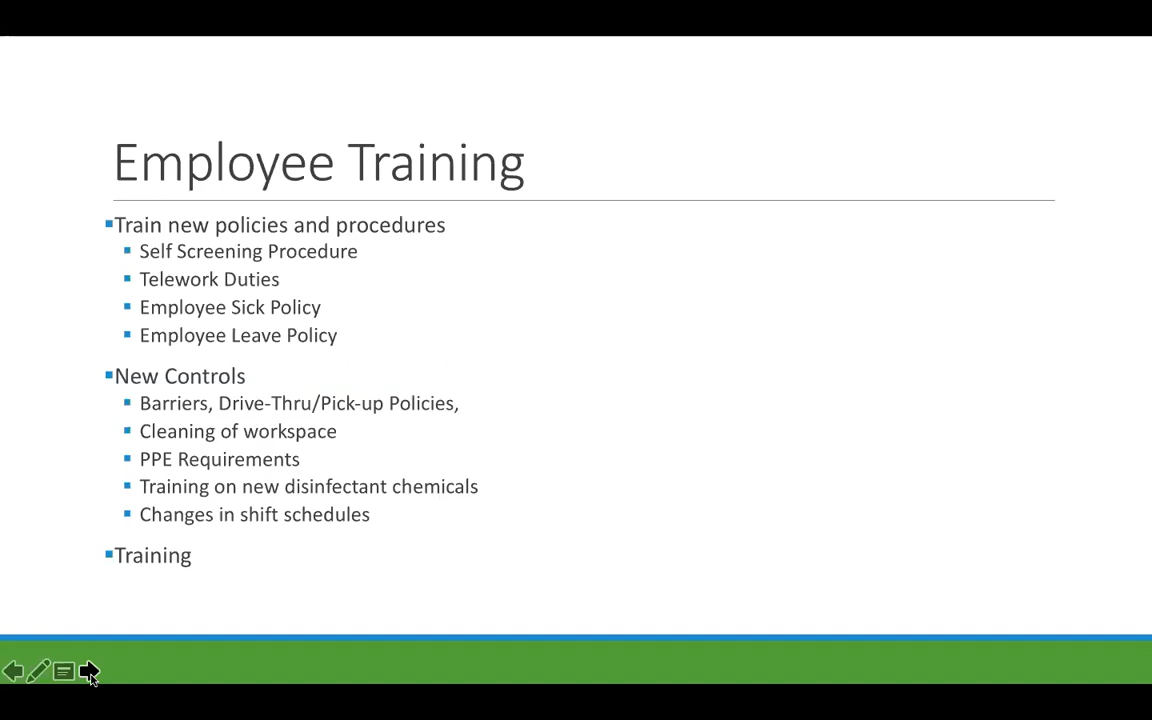 Employee Training
▪Train new policies and procedures
▪ Self Screening Procedure
▪ Telework Duties
▪ Employee Sick Policy
▪ Employee Leave Policy
▪New Controls
▪ Barriers, Drive-Thru/Pick-up Policies,
▪ Cleaning of workspace
▪ PPE Requirements
▪ Training on new disinfectant chemicals
▪ Changes in shift schedules
▪Training